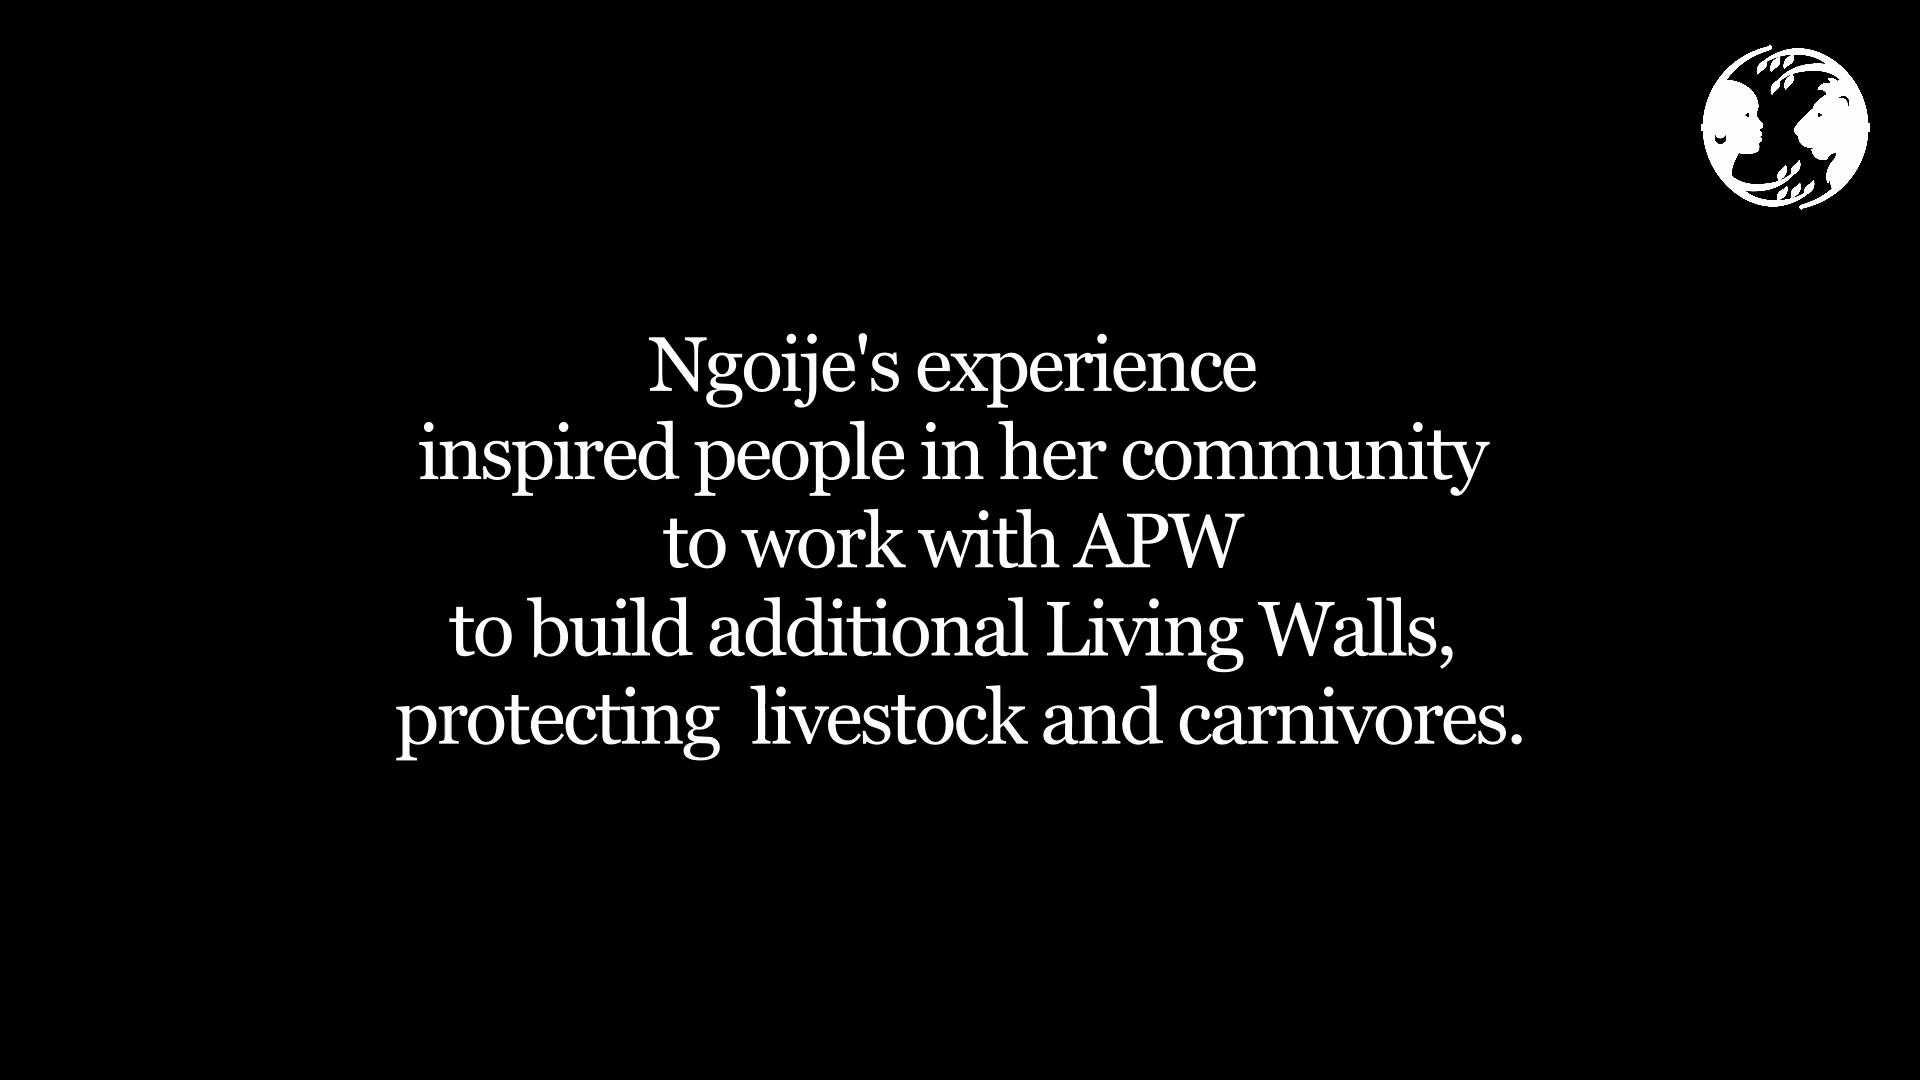 Ngoije's experience
inspired people in her community
to work with APW
to build additional Living Walls,
protecting  livestock and carnivores.